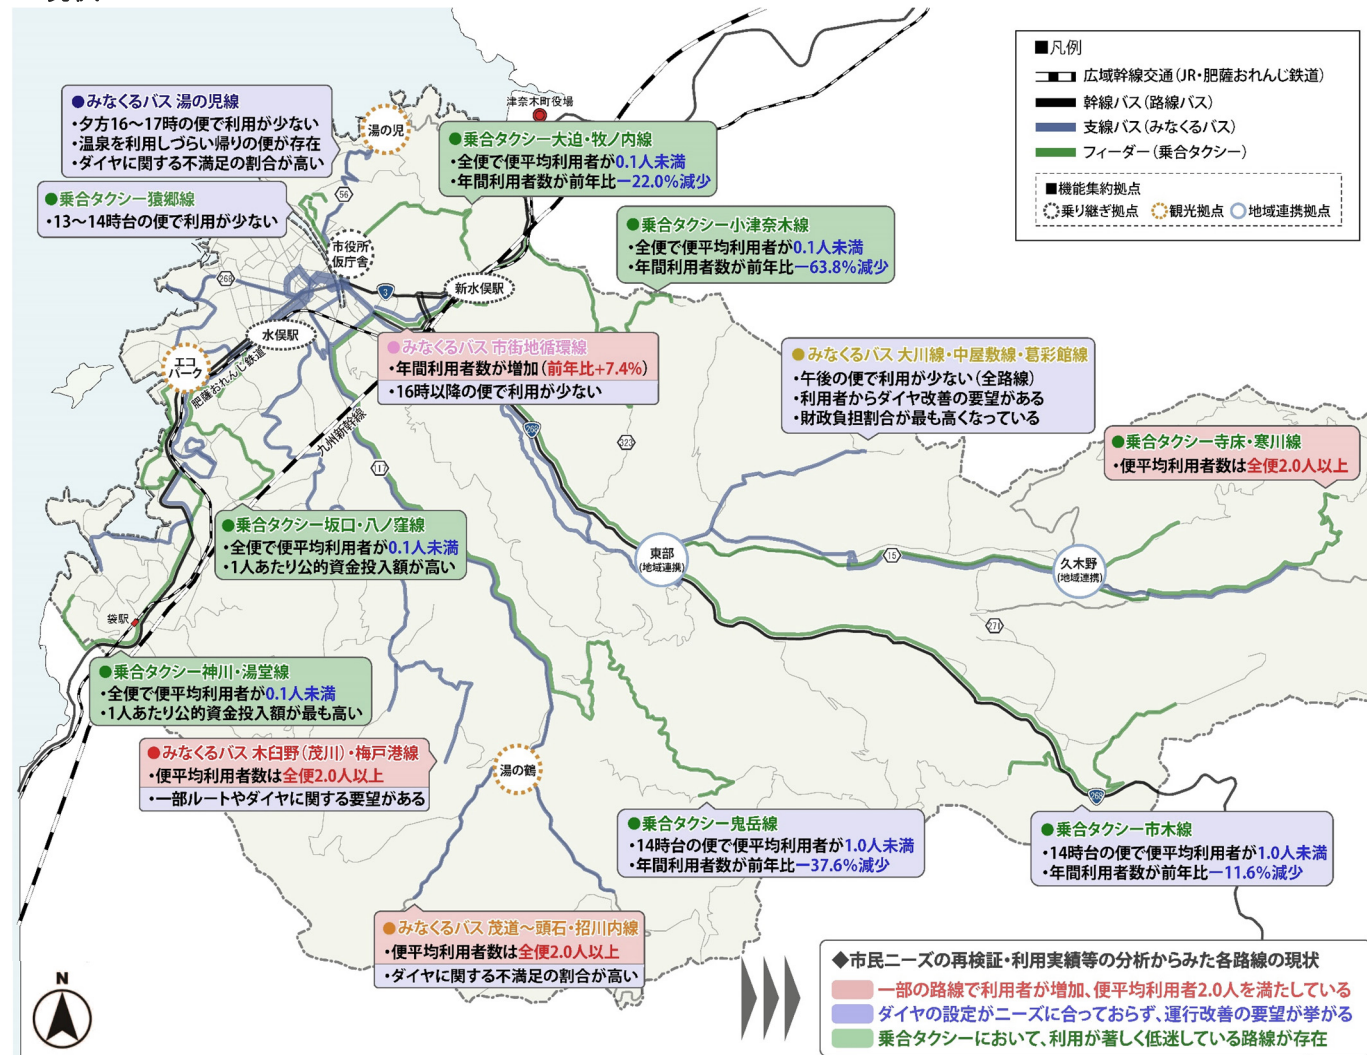 ■凡例
広域幹線交通(JR・肥薩おれんじ鉄道)
幹線バス(路線バス)
支線バス(みなくるバス)
フィーダー(乗合タクシー)
■機能集約拠点
乗り継ぎ拠点 観光拠点 地域連携拠点
●みなくるバス 湯の児線
・夕方16〜17時の便で利用が少ない
・温泉を利用しづらい帰りの便が存在
・ダイヤに関する不満足の割合が高い
湯の児
津奈木町役場
●乗合タクシー大迫・牧ノ内線
・全便で便平均利用者が0.1人未満
・年間利用者数が前年比ー22.0%減少
●乗合タクシー猿郷線
・13〜14時台の便で利用が少ない
56
市役所
仮庁舎
●乗合タクシー小津奈木線
・全便で便平均利用者が0.1人未満
・年間利用者数が前年比ー63.8%減少
268
3
新水俣駅
水俣駅
エコ
パーク
肥薩おれんじ鉄道
九州新幹線
●みなくるバス 市街地循環線
・年間利用者数が増加(前年比+7.4%)
・16時以降の便で利用が少ない
●みなくるバス 大川線・中屋敷線・葛彩館線
・午後の便で利用が少ない(全路線)
・利用者からダイヤ改善の要望がある
・財政負担割合が最も高くなっている
268
323
117
●乗合タクシー寺床・寒川線
・便平均利用者数は全便2.0人以上
●乗合タクシー坂口・八ノ窪線
・全便で便平均利用者が0.1人未満
・1人あたり公的資金投入額が高い
東部
(地域連携)
15
久木野
(地域連携)
271
袋駅
●乗合タクシー神川・湯堂線
・全便で便平均利用者が0.1人未満
・1人あたり公的資金投入額が最も高い
●みなくるバス 木臼野(茂川)・梅戸港線
・便平均利用者数は全便2.0人以上
・一部ルートやダイヤに関する要望がある
湯の鶴
●乗合タクシー鬼岳線
・14時台の便で便平均利用者が1.0人未満
・年間利用者数が前年比ー37.6%減少
268
●乗合タクシー市木線
・14時台の便で便平均利用者が1.0人未満
・年間利用者数が前年比ー11.6%減少
●みなくるバス 茂道〜頭石・招川内線
・便平均利用者数は全便2.0人以上
・ダイヤに関する不満足の割合が高い
N
◆市民ニーズの再検証・利用実績等の分析からみた各路線の現状
一部の路線で利用者が増加、便平均利用者2.0人を満たしている
ダイヤの設定がニーズに合っておらず、運行改善の要望が挙がる
乗合タクシーにおいて、利用が著しく低迷している路線が存在